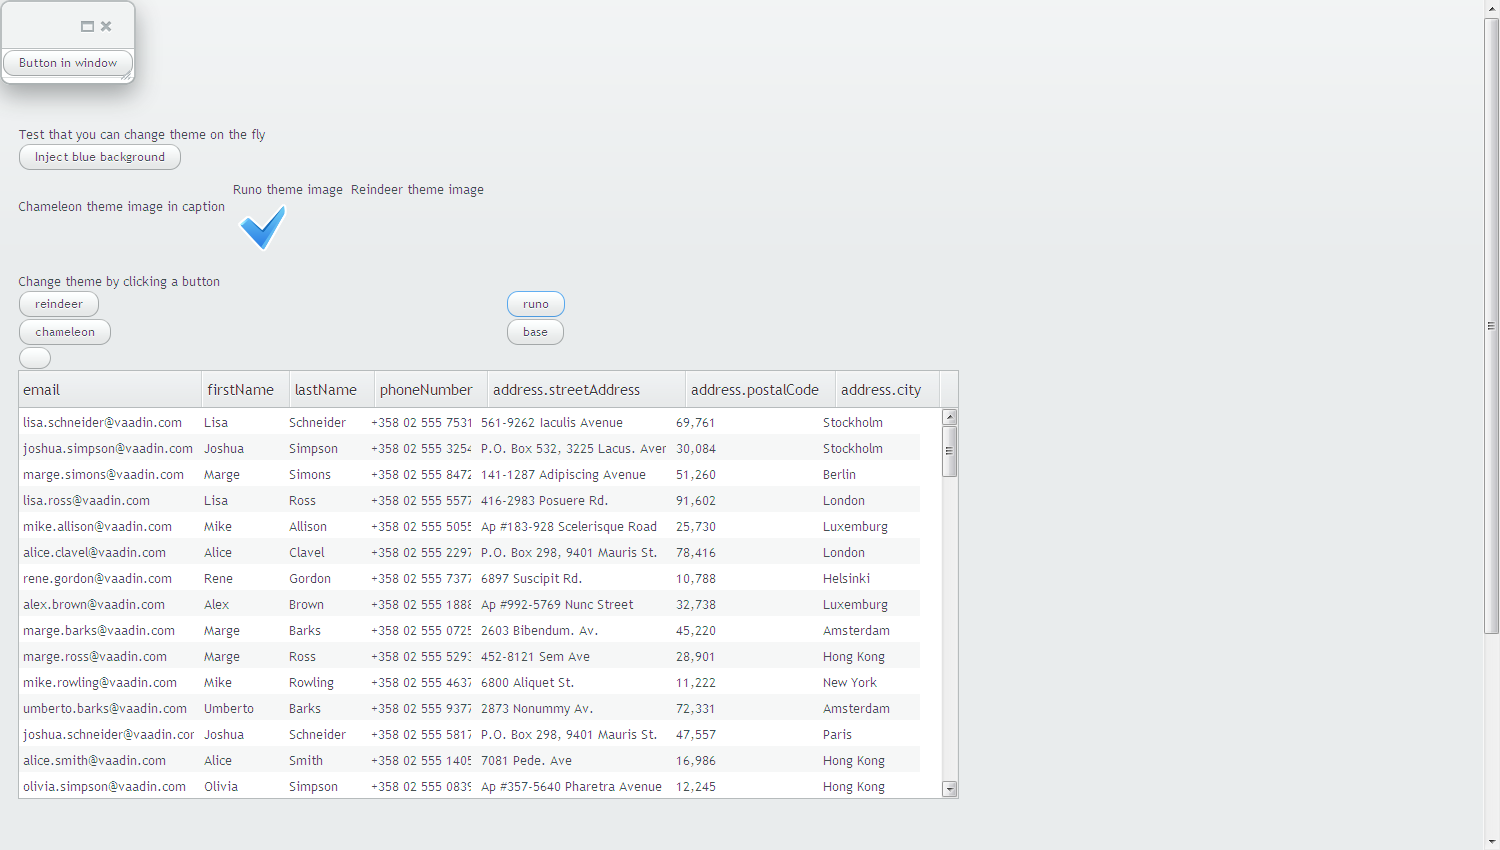 Button in window
Test that you can change theme on the fly
Inject blue background
Runo theme image Reindeer theme image
Chameleon theme image in caption
Change theme by clicking a button
reindeer runo
chameleon base
email firstName lastName phoneNumber address.streetAddress address.postalCode address.city
lisa.schneider@vaadin.com Lisa Schneider +358 02 555 7531 561-9262 Iaculis Avenue 69,761 Stockholm
joshua.simpson@vaadin.com Joshua Simpson +358 02 555 3254 P.O. Box 532, 3225 Lacus. Aver 30,084 Stockholm
marge.simons@vaadin.com Marge Simons +358 02 555 8472 141-1287 Adipiscing Avenue 51,260 Berlin
lisa.ross@vaadin.com Lisa Ross +358 02 555 5577 416-2983 Posuere Rd. 91,602 London
mike.allison@vaadin.com Mike Allison +358 02 555 5055 Ap #183-928 Scelerisque Road 25,730 Luxemburg
alice.clavel@vaadin.com Alice Clavel +358 02 555 2297 P.O. Box 298, 9401 Mauris St. 78,416 London
rene.gordon@vaadin.com Rene Gordon +358 02 555 7377 6897 Suscipit Rd. 10,788 Helsinki
alex.brown@vaadin.com Alex Brown +358 02 555 1888 Ap #992-5769 Nunc Street 32,738 Luxemburg
marge.barks@vaadin.com Marge Barks +358 02 555 0725 2603 Bibendum. Av. 45,220 Amsterdam
marge.ross@vaadin.com Marge Ross +358 02 555 5293 452-8121 Sem Ave 28,901 Hong Kong
mike.rowling@vaadin.com Mike Rowling +358 02 555 4637 6800 Aliquet St. 11,222 New York
umberto.barks@vaadin.com Umberto Barks +358 02 555 9377 2873 Nonummy Av. 72,331 Amsterdam
joshua.schneider@vaadin.cor Joshua Schneider +358 02 555 5817 P.O. Box 298, 9401 Mauris St. 47,557 Paris
alice.smith@vaadin.com Alice Smith +358 02 555 1405 7081 Pede. Ave 16,986 Hong Kong
olivia.simpson@vaadin.com Olivia Simpson +358 02 555 0839 Ap #357-5640 Pharetra Avenue 12,245 Hong Kong